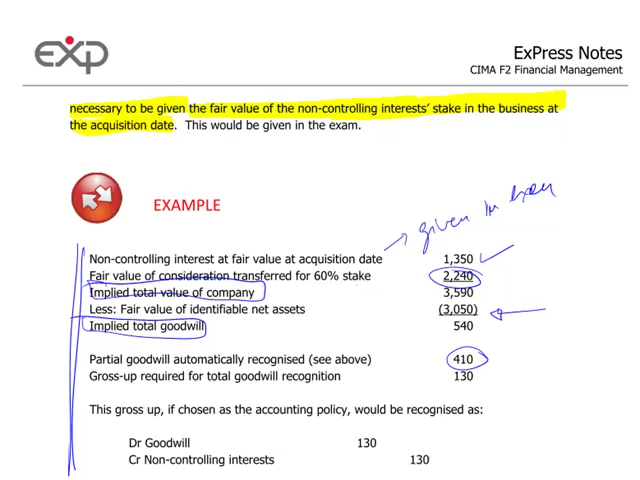 exp
ExPress Notes
CIMA F2 Financial Management
necessary to be given the fair value of the non-controlling interests' stake in the business at
the acquisition date. This would be given in the exam.
EXAMPLE
given in exam
Non-controlling interest at fair value at acquisition date 1,350
Fair value of consideration transferred for 60% stake 2,240
Implied total value of company 3,590
Less: Fair value of identifiable net assets (3,050)
Implied total goodwill 540
Partial goodwill automatically recognised (see above) 410
Gross-up required for total goodwill recognition 130
This gross up, if chosen as the accounting policy, would be recognised as:
Dr Goodwill 130
Cr Non-controlling interests 130